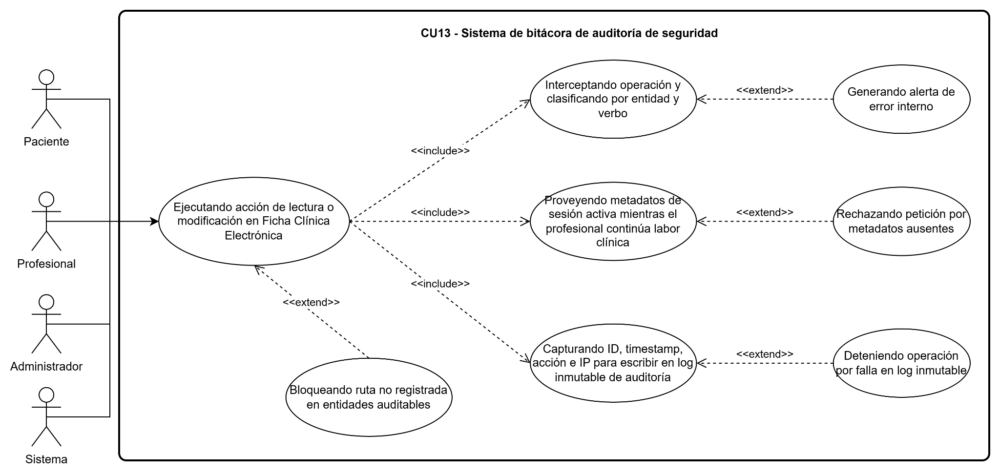 CU13 - Sistema de bitácora de auditoría de seguridad
Paciente
Profesional
Administrador
Sistema
Ejecutando acción de lectura o
modificación en Ficha Clínica
Electrónica
<<extend>>
Bloqueando ruta no registrada
en entidades auditables
<<include>>
Interceptando operación y
clasificando por entidad y
verbo
<<extend>>
Generando alerta de
error interno
<<include>>
Proveyendo metadatos de
sesión activa mientras el
profesional continúa labor
clínica
<<extend>>
Rechazando petición por
metadatos ausentes
<<include>>
Capturando ID, timestamp,
acción e IP para escribir en log
inmutable de auditoría
<<extend>>
Deteniendo operación
por falla en log inmutable